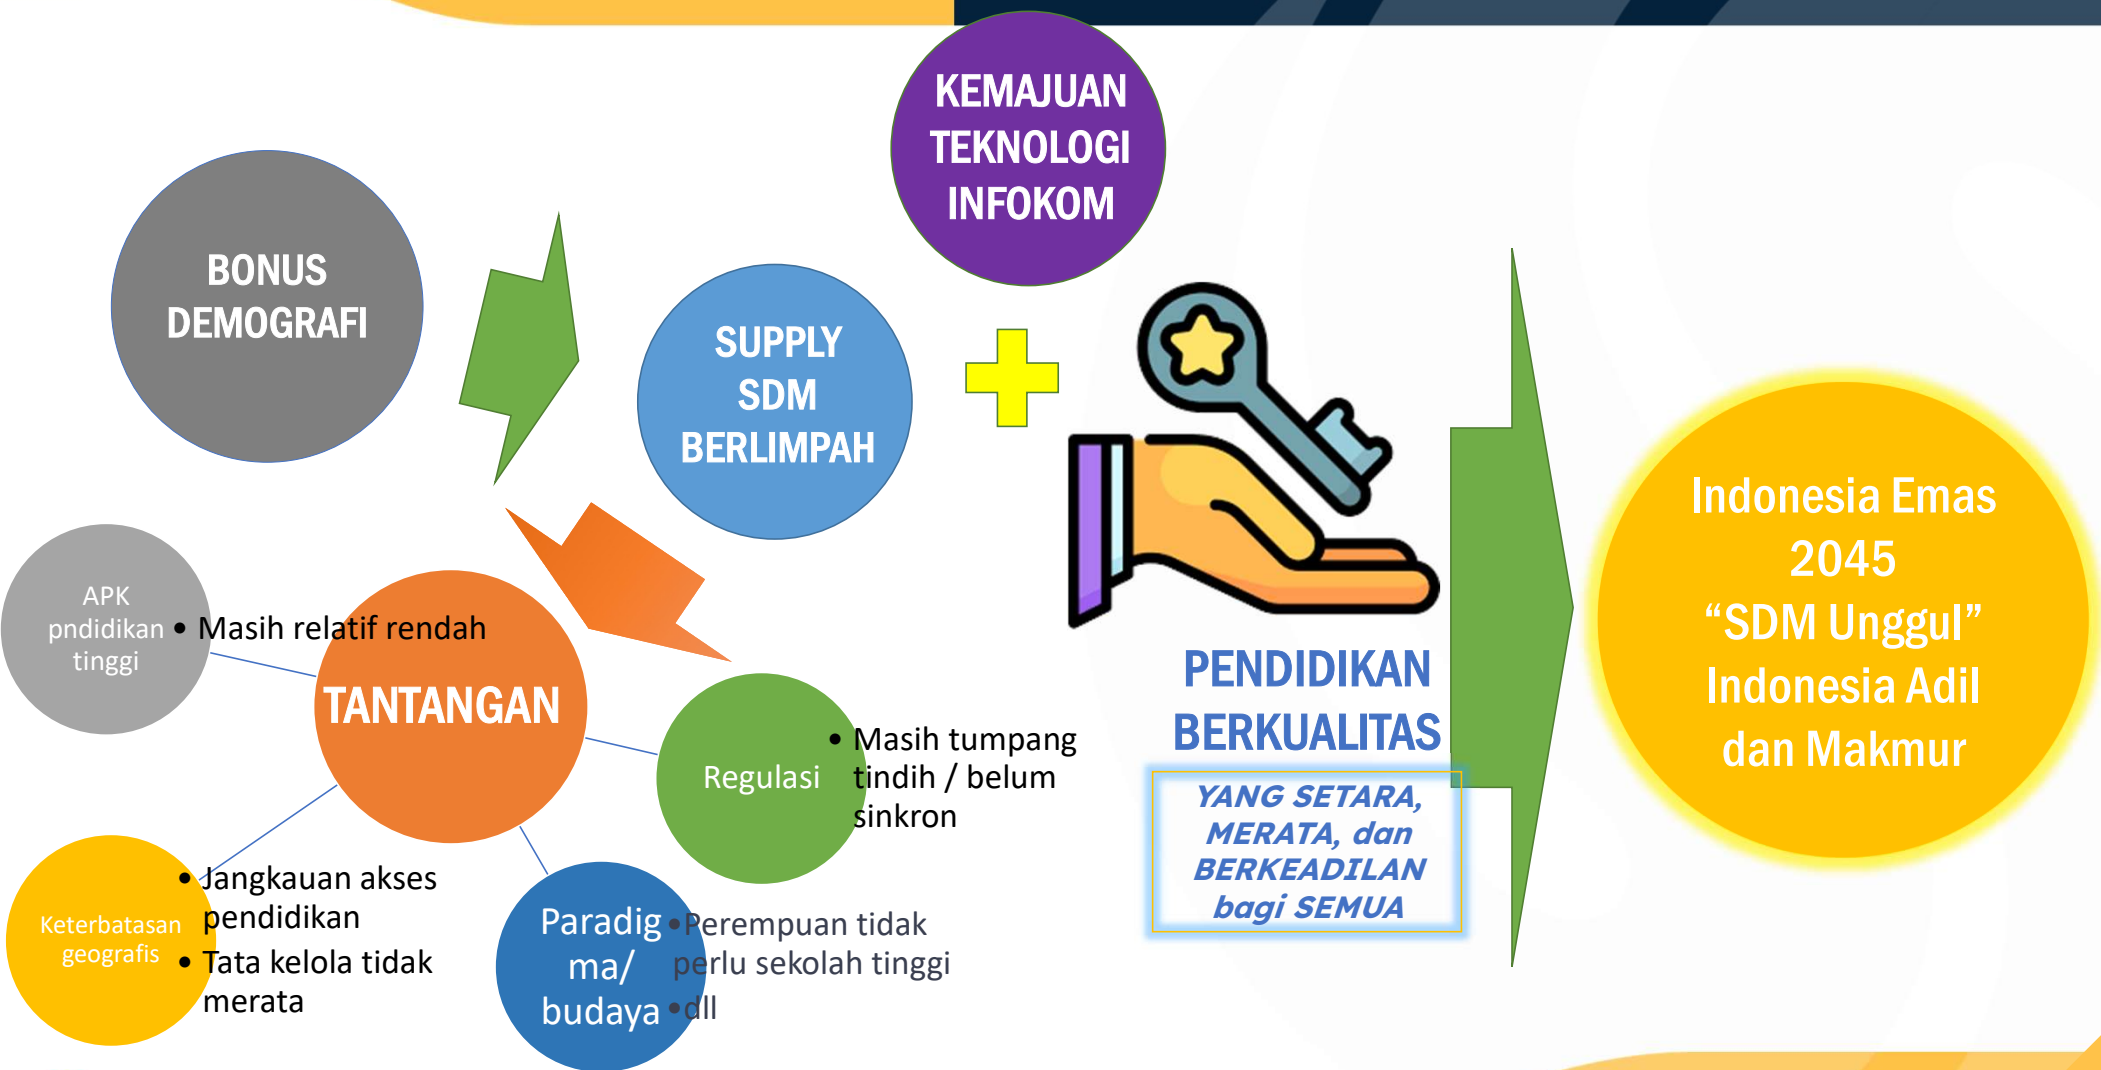 KEMAJUAN
TEKNOLOGI
INFOKOM
BONUS
DEMOGRAFI
SUPPLY
SDM
BERLIMPAH
APK
pndidikan
tinggi
• Masih relatif rendah
TANTANGAN
Regulasi
• Masih tumpang
tindih / belum
sinkron
Keterbatasan
geografis
• Jangkauan akses
pendidikan
• Tata kelola tidak
merata
Paradig
ma/
budaya
•Perempuan tidak
perlu sekolah tinggi
•dll
PENDIDIKAN
BERKUALITAS
YANG SETARA,
MERATA, dan
BERKEADILAN
bagi SEMUA
Indonesia Emas
2045
“SDM Unggul”
Indonesia Adil
dan Makmur